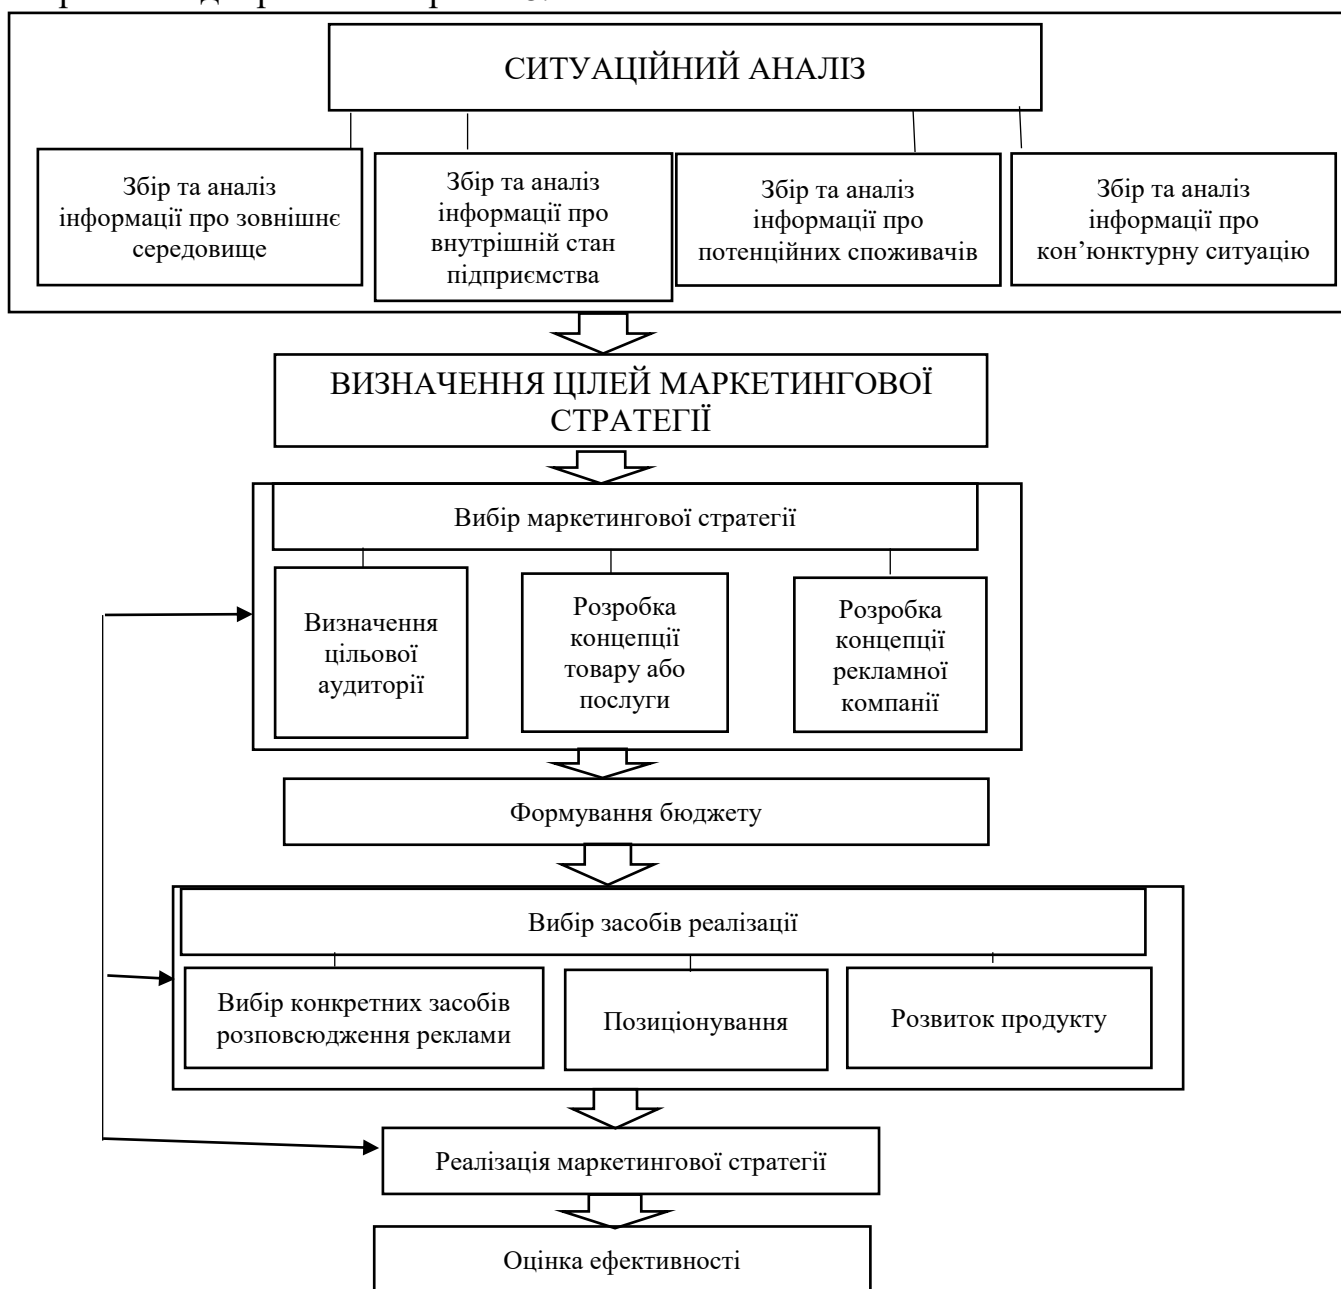 СИТУАЦІЙНИЙ АНАЛІЗ
Збір та аналіз
інформації про зовнішнє
середовище
Збір та аналіз
інформації про
внутрішній стан
підприємства
Збір та аналіз
інформації про
потенційних споживачів
Збір та аналіз
інформації про
кон’юнктурну ситуацію
ВИЗНАЧЕННЯ ЦІЛЕЙ МАРКЕТИНГОВОЇ
СТРАТЕГІЇ
Вибір маркетингової стратегії
Визначення
цільової
аудиторії
Розробка
концепції
товару або
послуги
Розробка
концепції
рекламної
компанії
Формування бюджету
Вибір засобів реалізації
Вибір конкретних засобів
розповсюдження реклами
Позиціонування
Розвиток продукту
Реалізація маркетингової стратегії
Оцінка ефективності